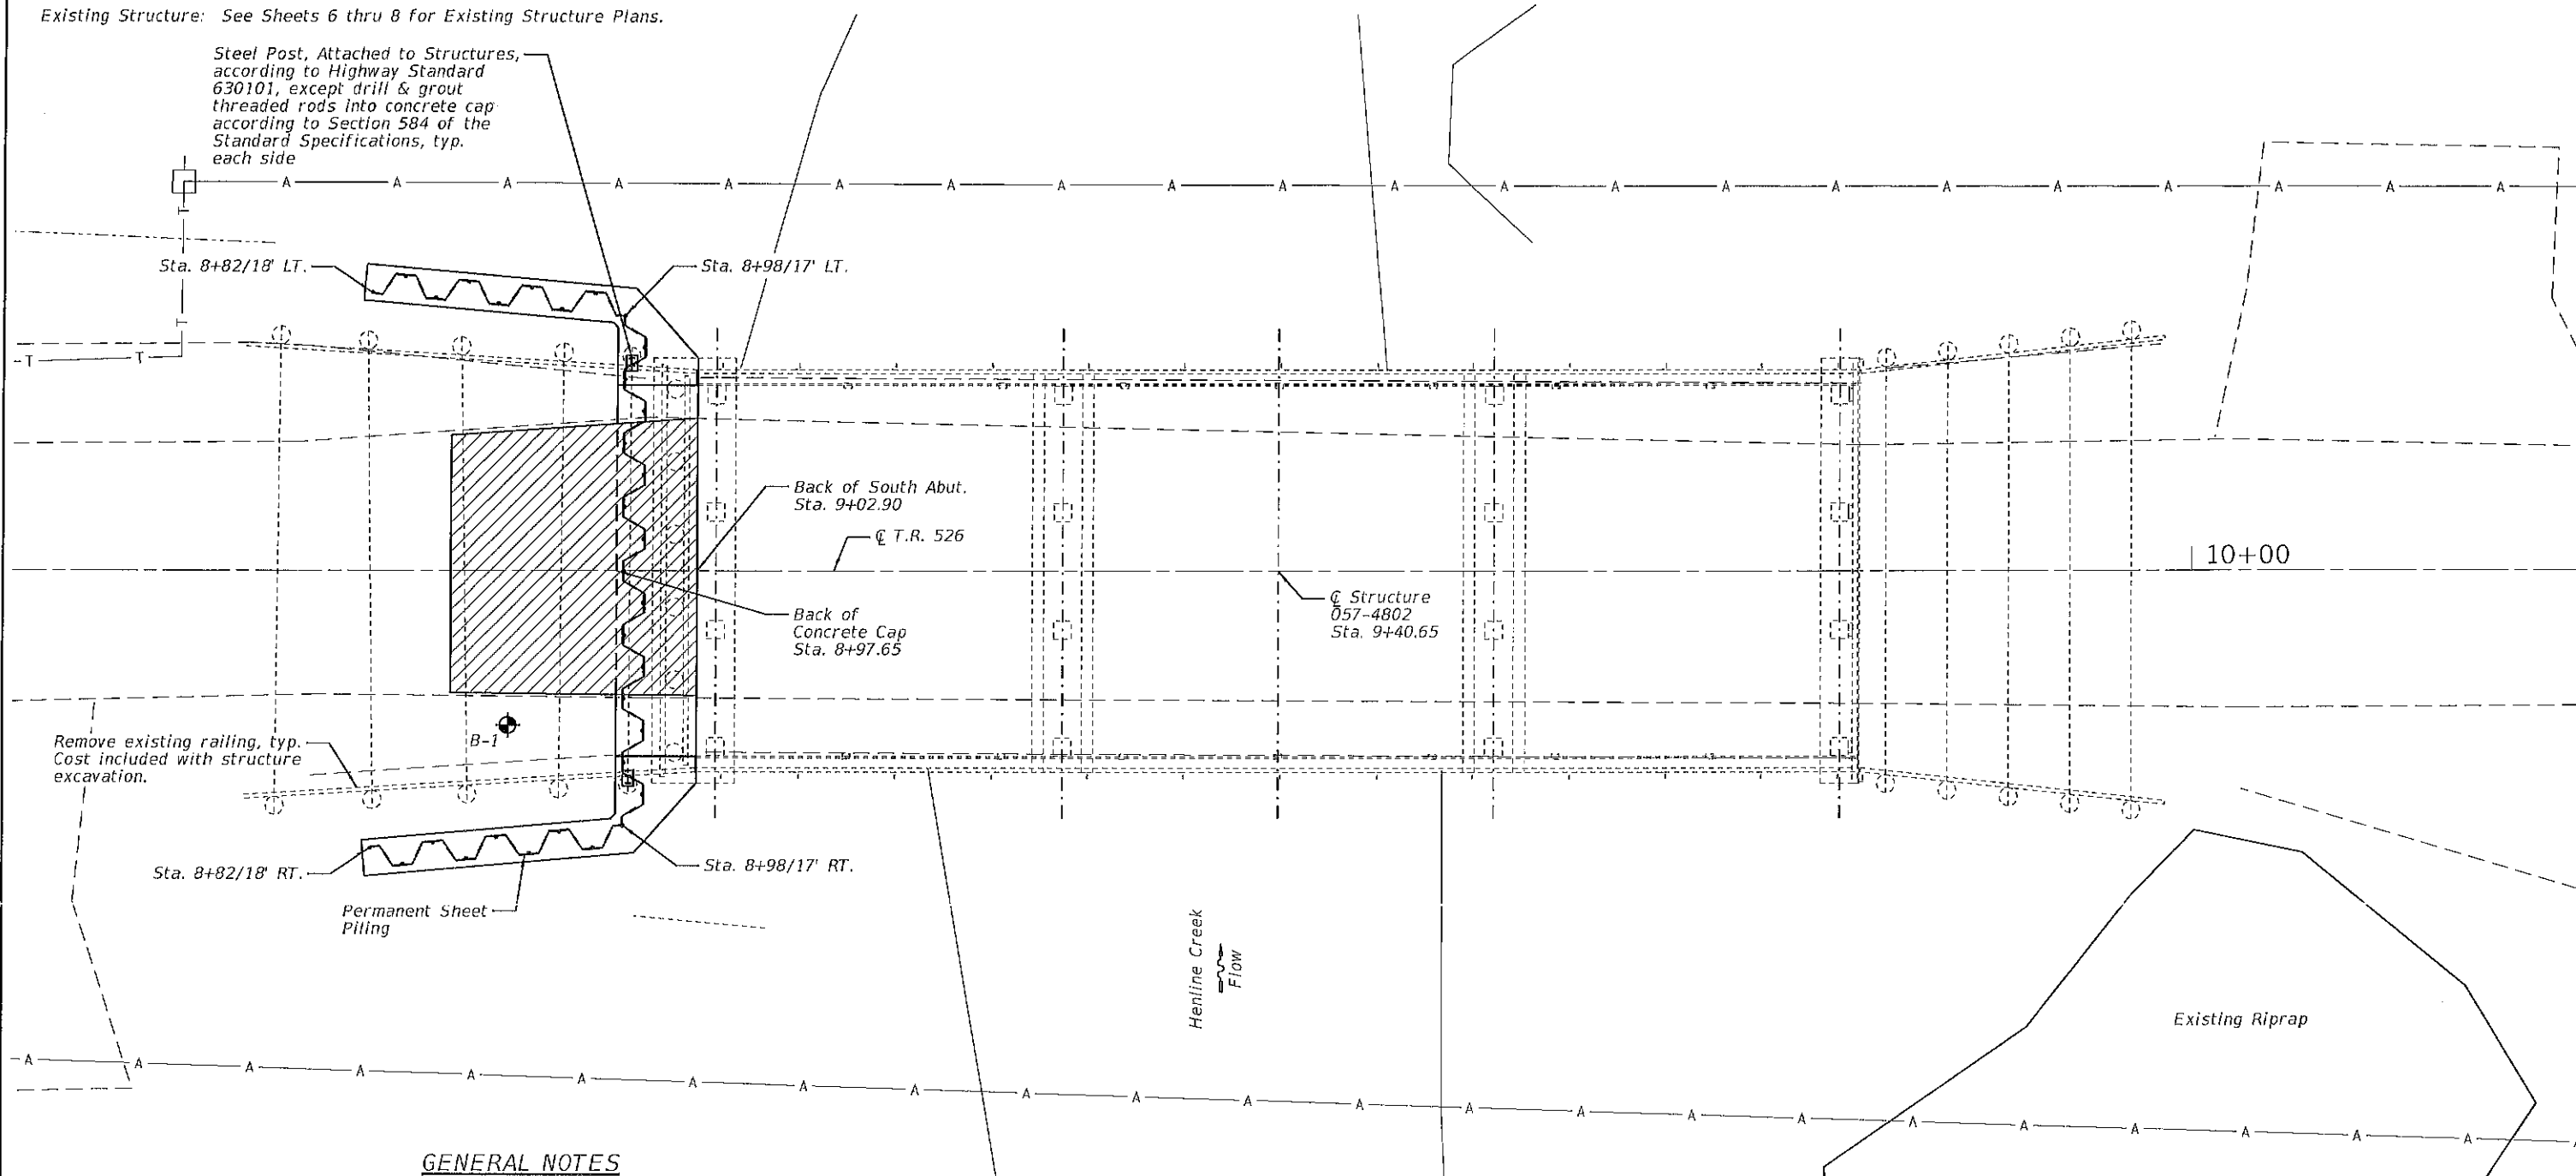 Existing Structure: See Sheets 6 thru 8 for Existing Structure Plans.
Steel Post, Attached to Structures,
according to Highway Standard
630101, except drill & grout
threaded rods into concrete cap
according to Section 584 of the
Standard Specifications, typ.
each side
A A A A A A A A A A A A A A A A A A A A A
T
T
T T
Sta. 8+82/18' LT.
Sta. 8+98/17' LT.
Back of South Abut.
Sta. 9+02.90
℄ T.R. 526
10+00
Back of
Concrete Cap
Sta. 8+97.65
℄ Structure
057-4802
Sta. 9+40.65
B-1
Remove existing railing, typ.
Cost included with structure
excavation.
Sta. 8+82/18' RT.
Sta. 8+98/17' RT.
Permanent Sheet
Piling
Henline Creek
Flow
Existing Riprap
A A A A A A A A A A A A A A A A A A A A A A A
GENERAL NOTES